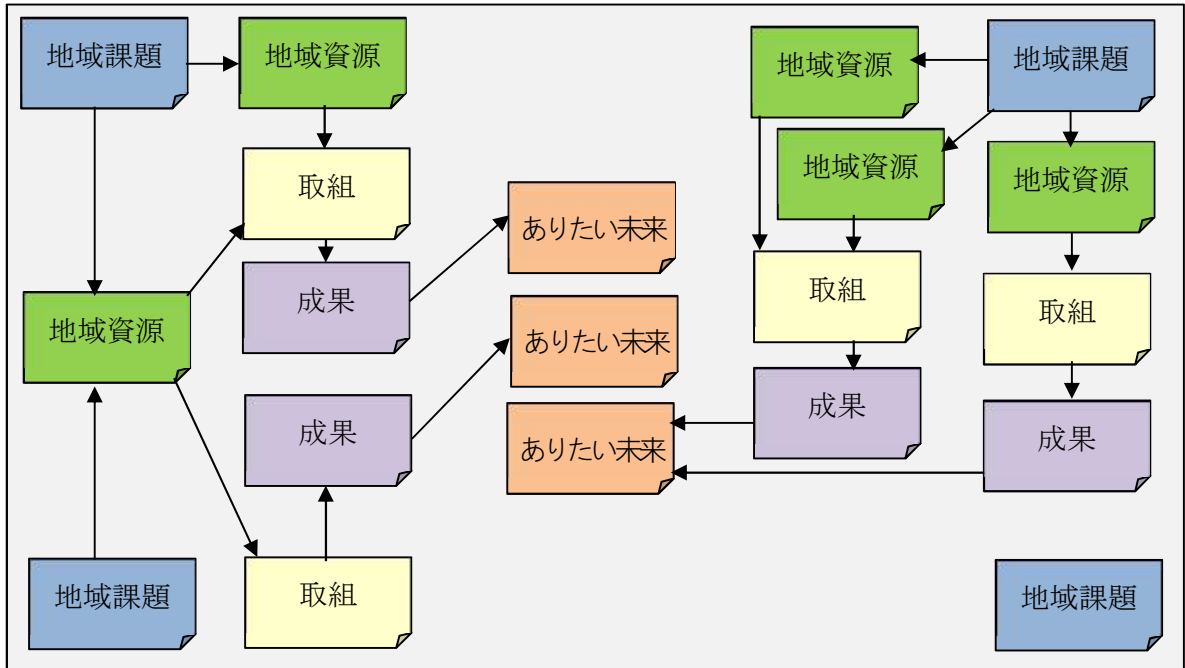 地域課題
地域資源
取組
成果
地域資源
成果
地域課題
取組
ありたい未来
ありたい未来
ありたい未来
地域資源
地域課題
地域資源
地域資源
取組
取組
成果
成果
地域課題